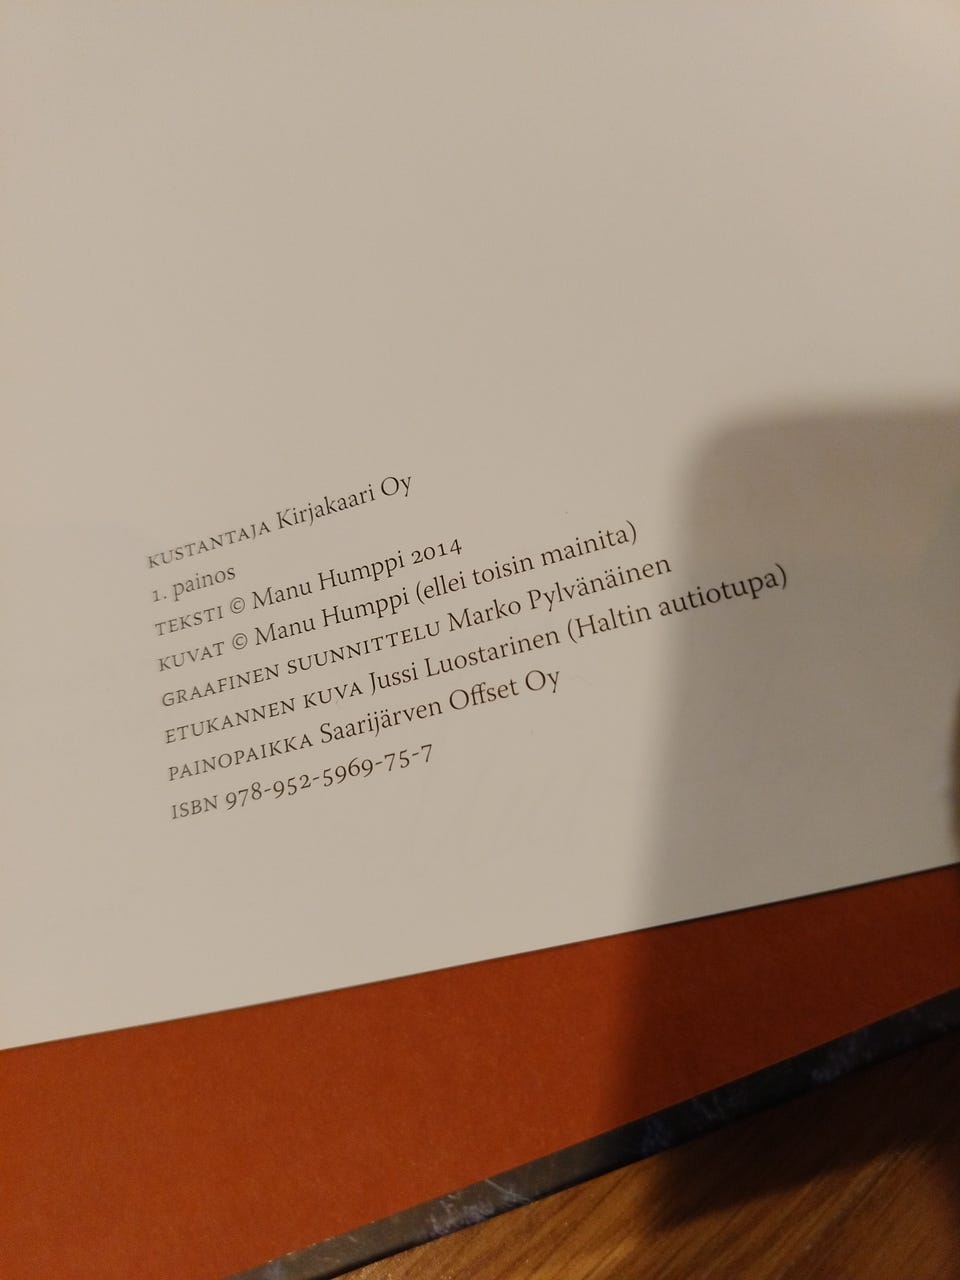 KUSTANTAJA Kirjakaari Oy
1. painos
TEKSTI © Manu Humppi 2014
KUVAT © Manu Humppi (ellei toisin mainita)
GRAAFINEN SUUNNITTELU Marko Pylvänäinen
ETUKANNEN KUVA Jussi Luostarinen (Haltin autiotupa)
PAINOPAIKKA Saarijärven Offset Oy
ISBN 978-952-5969-75-7